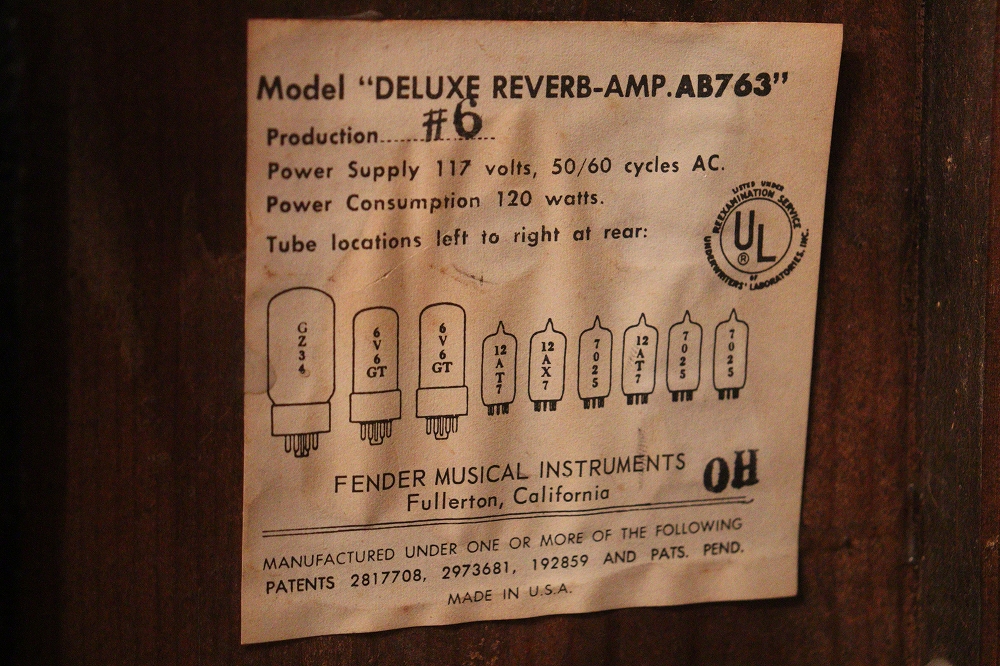 Model “DELUXE REVERB-AMP.AB763”
Production......#6......
Power Supply 117 volts, 50/60 cycles AC.
Power Consumption 120 watts.
Tube locations left to right at rear:
LISTED UNDER
REEXAMINATION SERVICE
UL®
OF
UNDERWRITERS' LABORATORIES, INC.
GZ34
6V6GT
6V6GT
12AT7
12AX7
7025
12AT7
7025
7025
FENDER MUSICAL INSTRUMENTS
Fullerton, California
OH
MANUFACTURED UNDER ONE OR MORE OF THE FOLLOWING
PATENTS 2817708, 2973681, 192859 AND PATS. PEND.
MADE IN U.S.A.